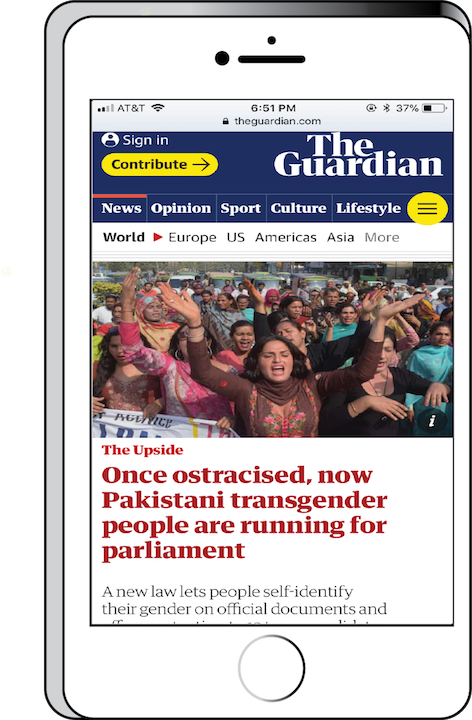 AT&T 6:51 PM 37%
theguardian.com
Sign in
Contribute →
The
Guardian
News Opinion Sport Culture Lifestyle
World ▶ Europe US Americas Asia More
AGENCE
i
The Upside
Once ostracised, now
Pakistani transgender
people are running for
parliament
A new law lets people self-identify
their gender on official documents and